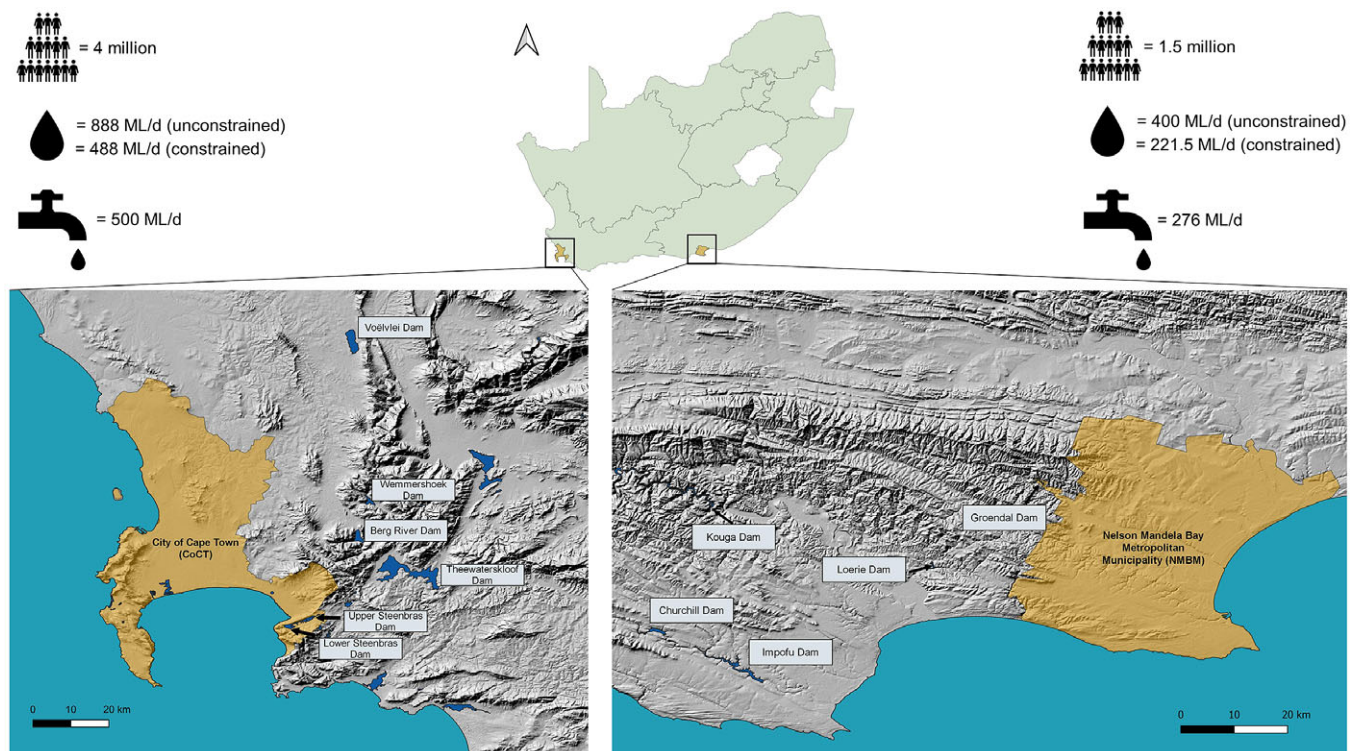 = 4 million
= 888 ML/d (unconstrained)
= 488 ML/d (constrained)
= 500 ML/d
= 1.5 million
= 400 ML/d (unconstrained)
= 221.5 ML/d (constrained)
= 276 ML/d
Voëlvlei Dam
Wemmershoek
Dam
Berg River Dam
City of Cape Town
(CoCT)
Theewaterskloof
Dam
Upper Steenbras
Dam
Lower Steenbras
Dam
0
10
20 km
Groendal Dam
Kouga Dam
Nelson Mandela Bay
Metropolitan
Municipality (NMBM)
Loerie Dam
Churchill Dam
Impofu Dam
0
10
20 km